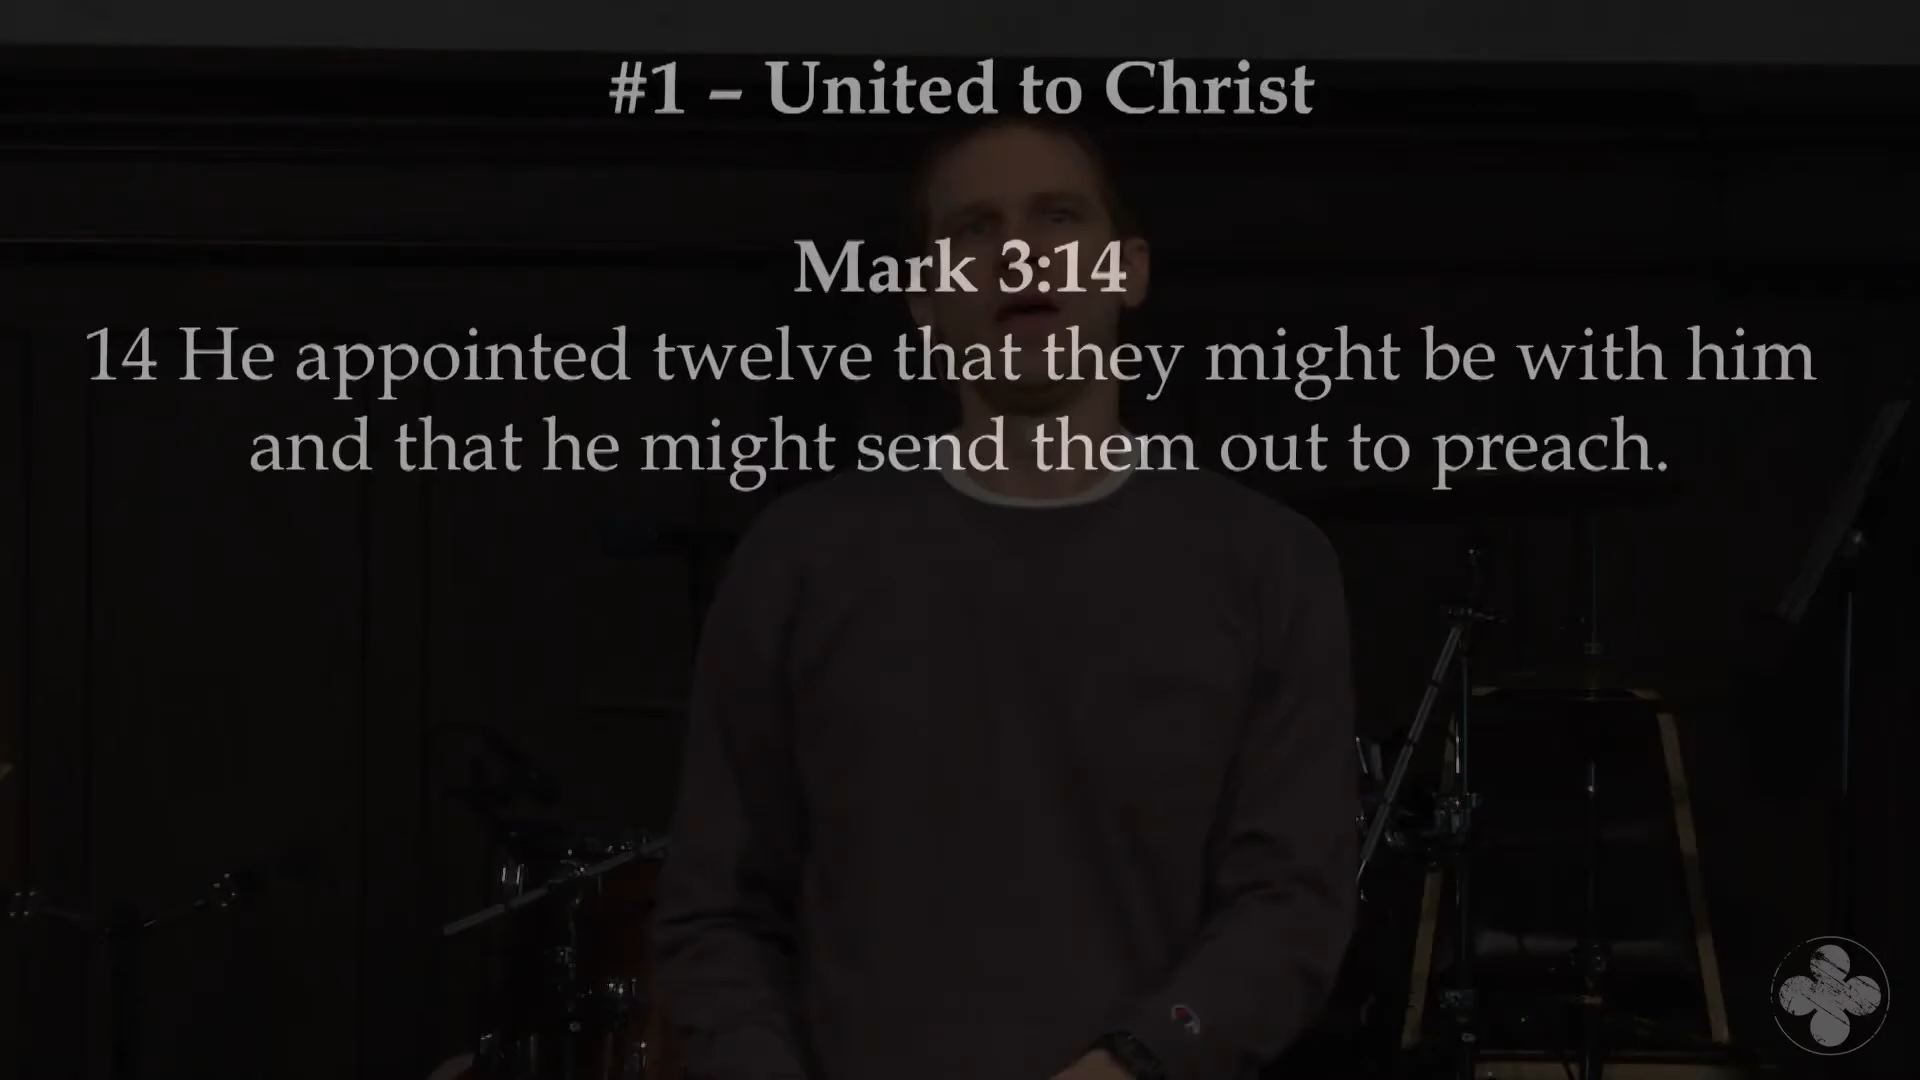 #1 – United to Christ
Mark 3:14
14 He appointed twelve that they might be with him
and that he might send them out to preach.